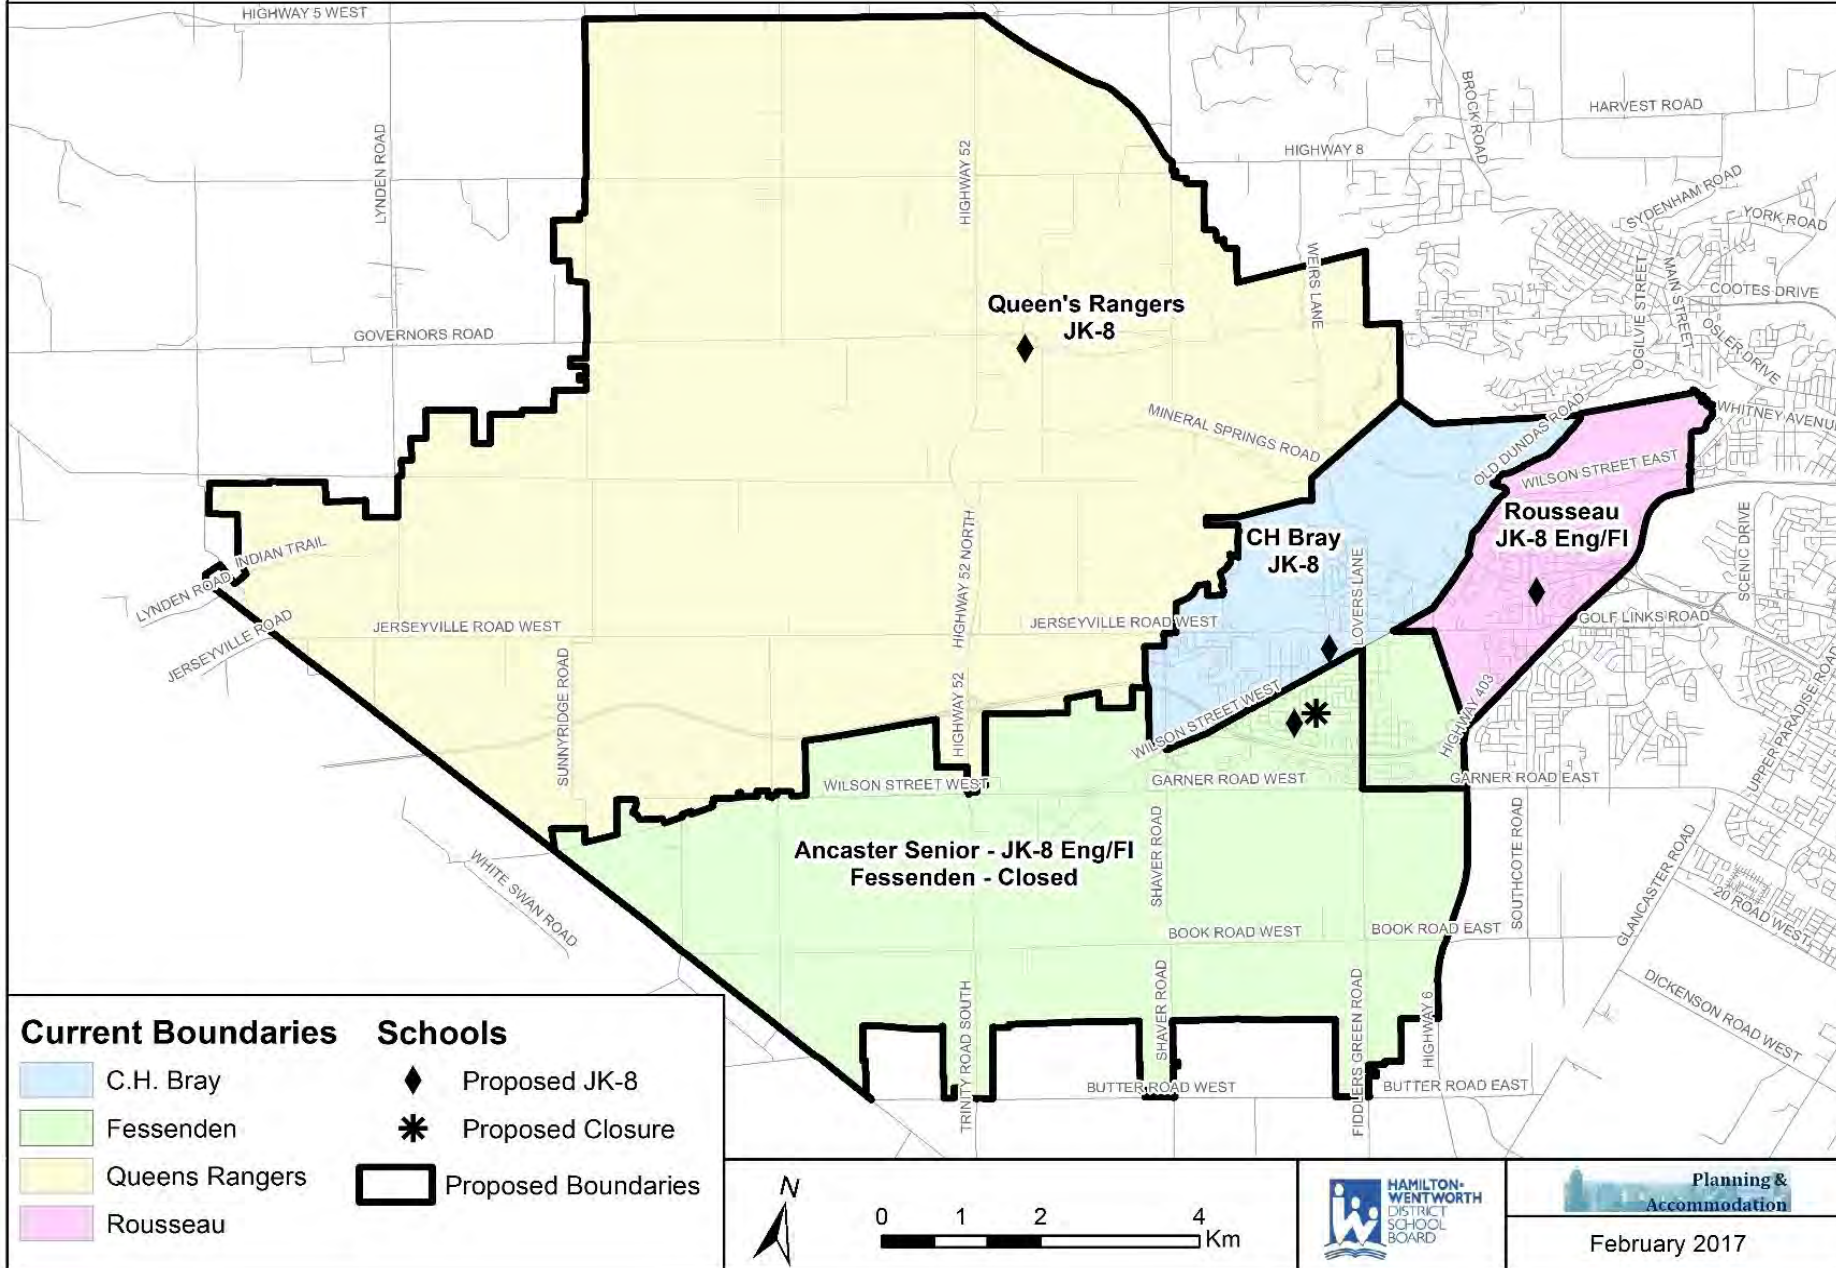 HIGHWAY 5 WEST
BROCK ROAD
HARVEST ROAD
LYNDEN ROAD
HIGHWAY 52
HIGHWAY 8
SYDENHAM ROAD
YORK ROAD
WEIRS LANE
OGILVIE STREET
MAIN STREET
COOTES DRIVE
Queen's Rangers
JK-8
GOVERNORS ROAD
OSLER DRIVE
MINERAL SPRINGS ROAD
OLD DUNDAS ROAD
WHITNEY AVENUE
WILSON STREET EAST
Rousseau
JK-8 Eng/FI
CH Bray
JK-8
SCENIC DRIVE
INDIAN TRAIL
LYNDEN ROAD
JERSEYVILLE ROAD
JERSEYVILLE ROAD WEST
HIGHWAY 52 NORTH
JERSEYVILLE ROAD WEST
LOVERS LANE
GOLF LINKS ROAD
SUNNYRIDGE ROAD
HIGHWAY 52
WILSON STREET WEST
HIGHWAY 403
UPPER PARADISE ROAD
WILSON STREET WEST
GARNER ROAD WEST
GARNER ROAD EAST
Ancaster Senior - JK-8 Eng/FI
Fessenden - Closed
SHAVER ROAD
SOUTHCOTE ROAD
GLANCASTER ROAD
WHITE SWAN ROAD
20 ROAD WEST
BOOK ROAD WEST
BOOK ROAD EAST
DICKENSON ROAD WEST
TRINITY ROAD SOUTH
SHAVER ROAD
FIDDLERS GREEN ROAD
HIGHWAY 6
BUTTER ROAD WEST
BUTTER ROAD EAST
Current Boundaries
C.H. Bray
Fessenden
Queens Rangers
Rousseau
Schools
Proposed JK-8
Proposed Closure
Proposed Boundaries
N
0 1 2 4
Km
HAMILTON-
WENTWORTH
DISTRICT
SCHOOL
BOARD
Planning &
Accommodation
February 2017